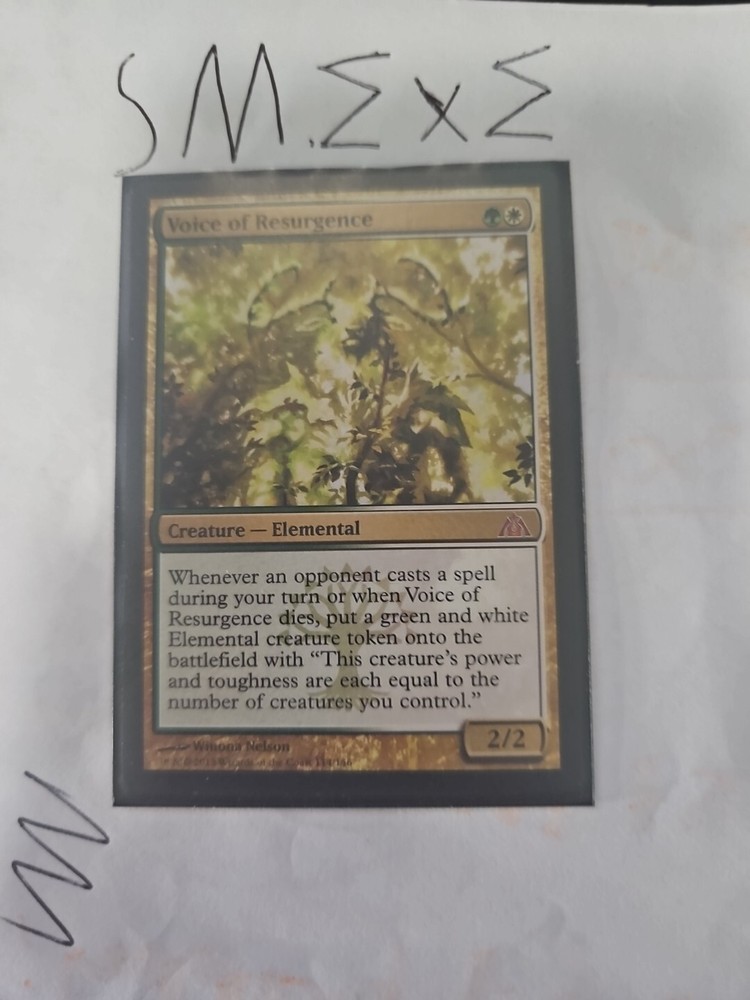 SM.ΣxΣ
Voice of Resurgence
Creature — Elemental
Whenever an opponent casts a spell
during your turn or when Voice of
Resurgence dies, put a green and white
Elemental creature token onto the
battlefield with “This creature’s power
and toughness are each equal to the
number of creatures you control.”
2/2
Winona Nelson